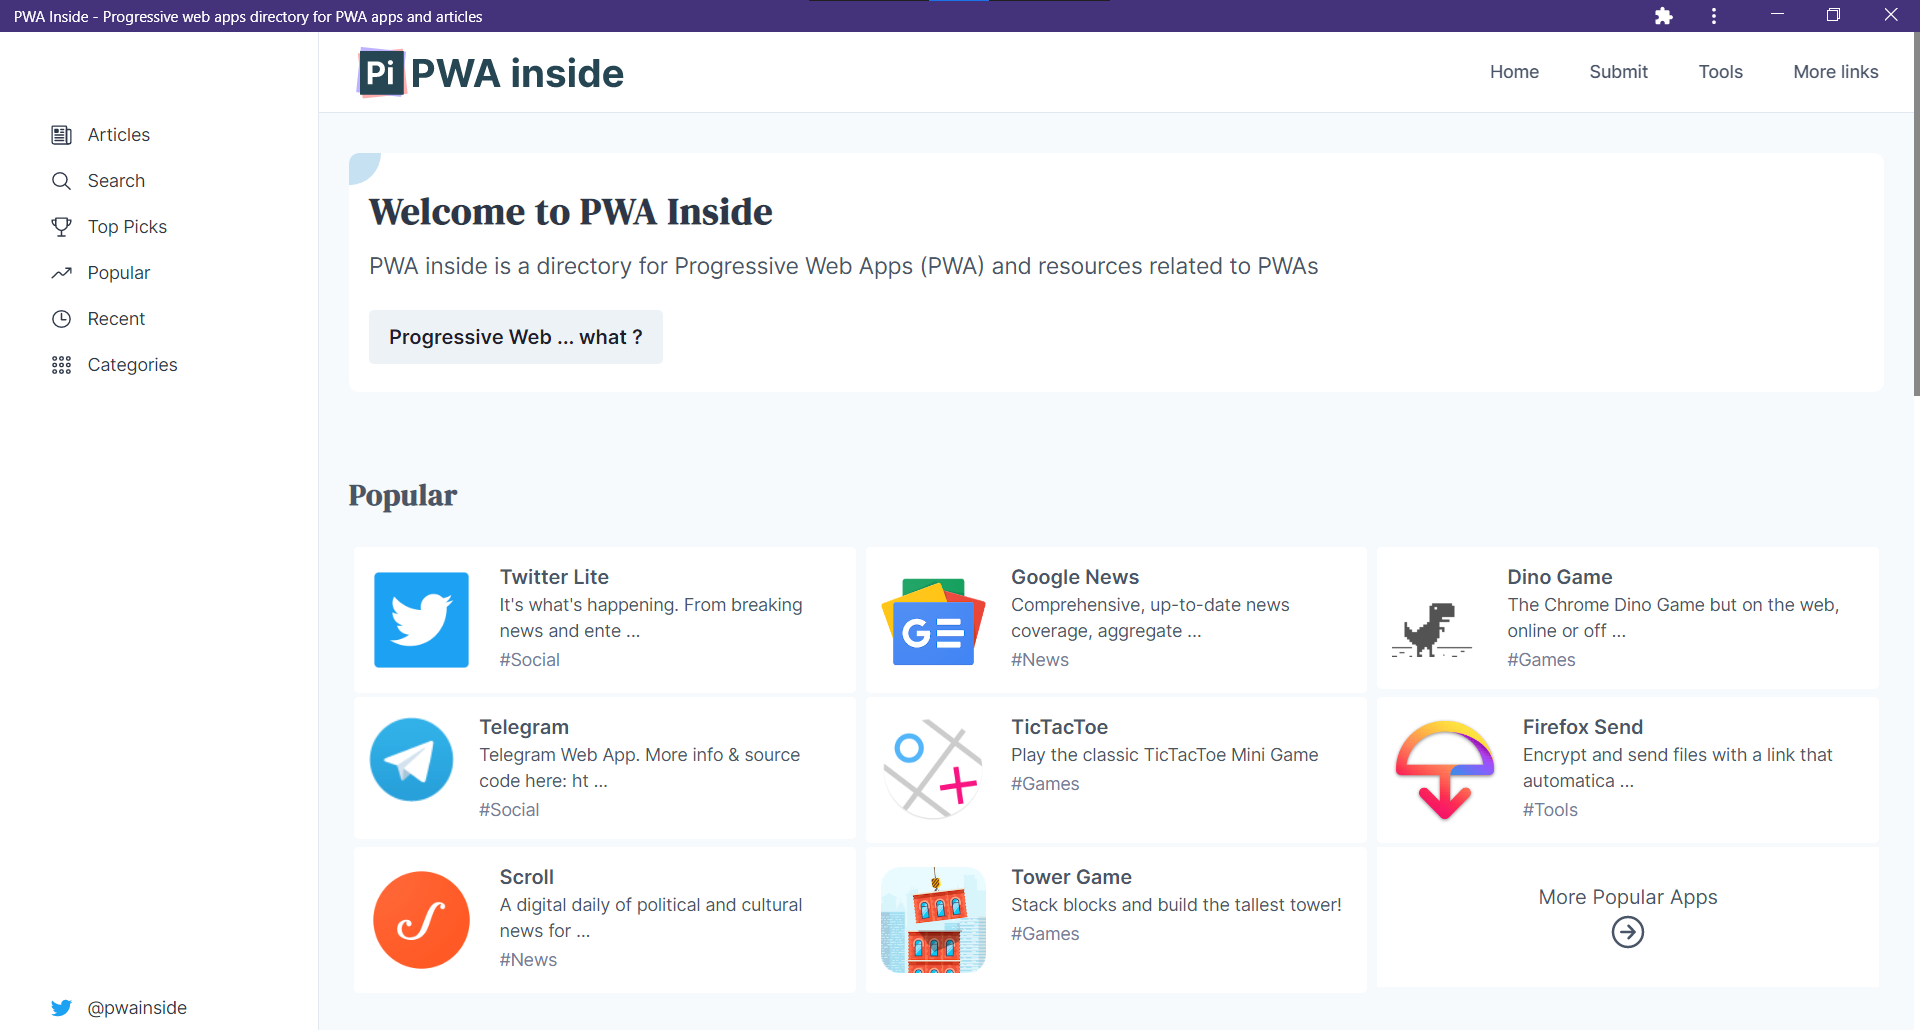 PWA Inside - Progressive web apps directory for PWA apps and articles
Pi PWA inside
Home
Submit
Tools
More links
Articles
Search
Top Picks
Popular
Recent
Categories
@pwainside
Welcome to PWA Inside
PWA inside is a directory for Progressive Web Apps (PWA) and resources related to PWAs
Progressive Web ... what ?
Popular
Twitter Lite
It's what's happening. From breaking
news and ente ...
#Social
Google News
Comprehensive, up-to-date news
coverage, aggregate ...
#News
Dino Game
The Chrome Dino Game but on the web,
online or off ...
#Games
Telegram
Telegram Web App. More info & source
code here: ht ...
#Social
TicTacToe
Play the classic TicTacToe Mini Game
#Games
Firefox Send
Encrypt and send files with a link that
automatica ...
#Tools
Scroll
A digital daily of political and cultural
news for ...
#News
Tower Game
Stack blocks and build the tallest tower!
#Games
More Popular Apps